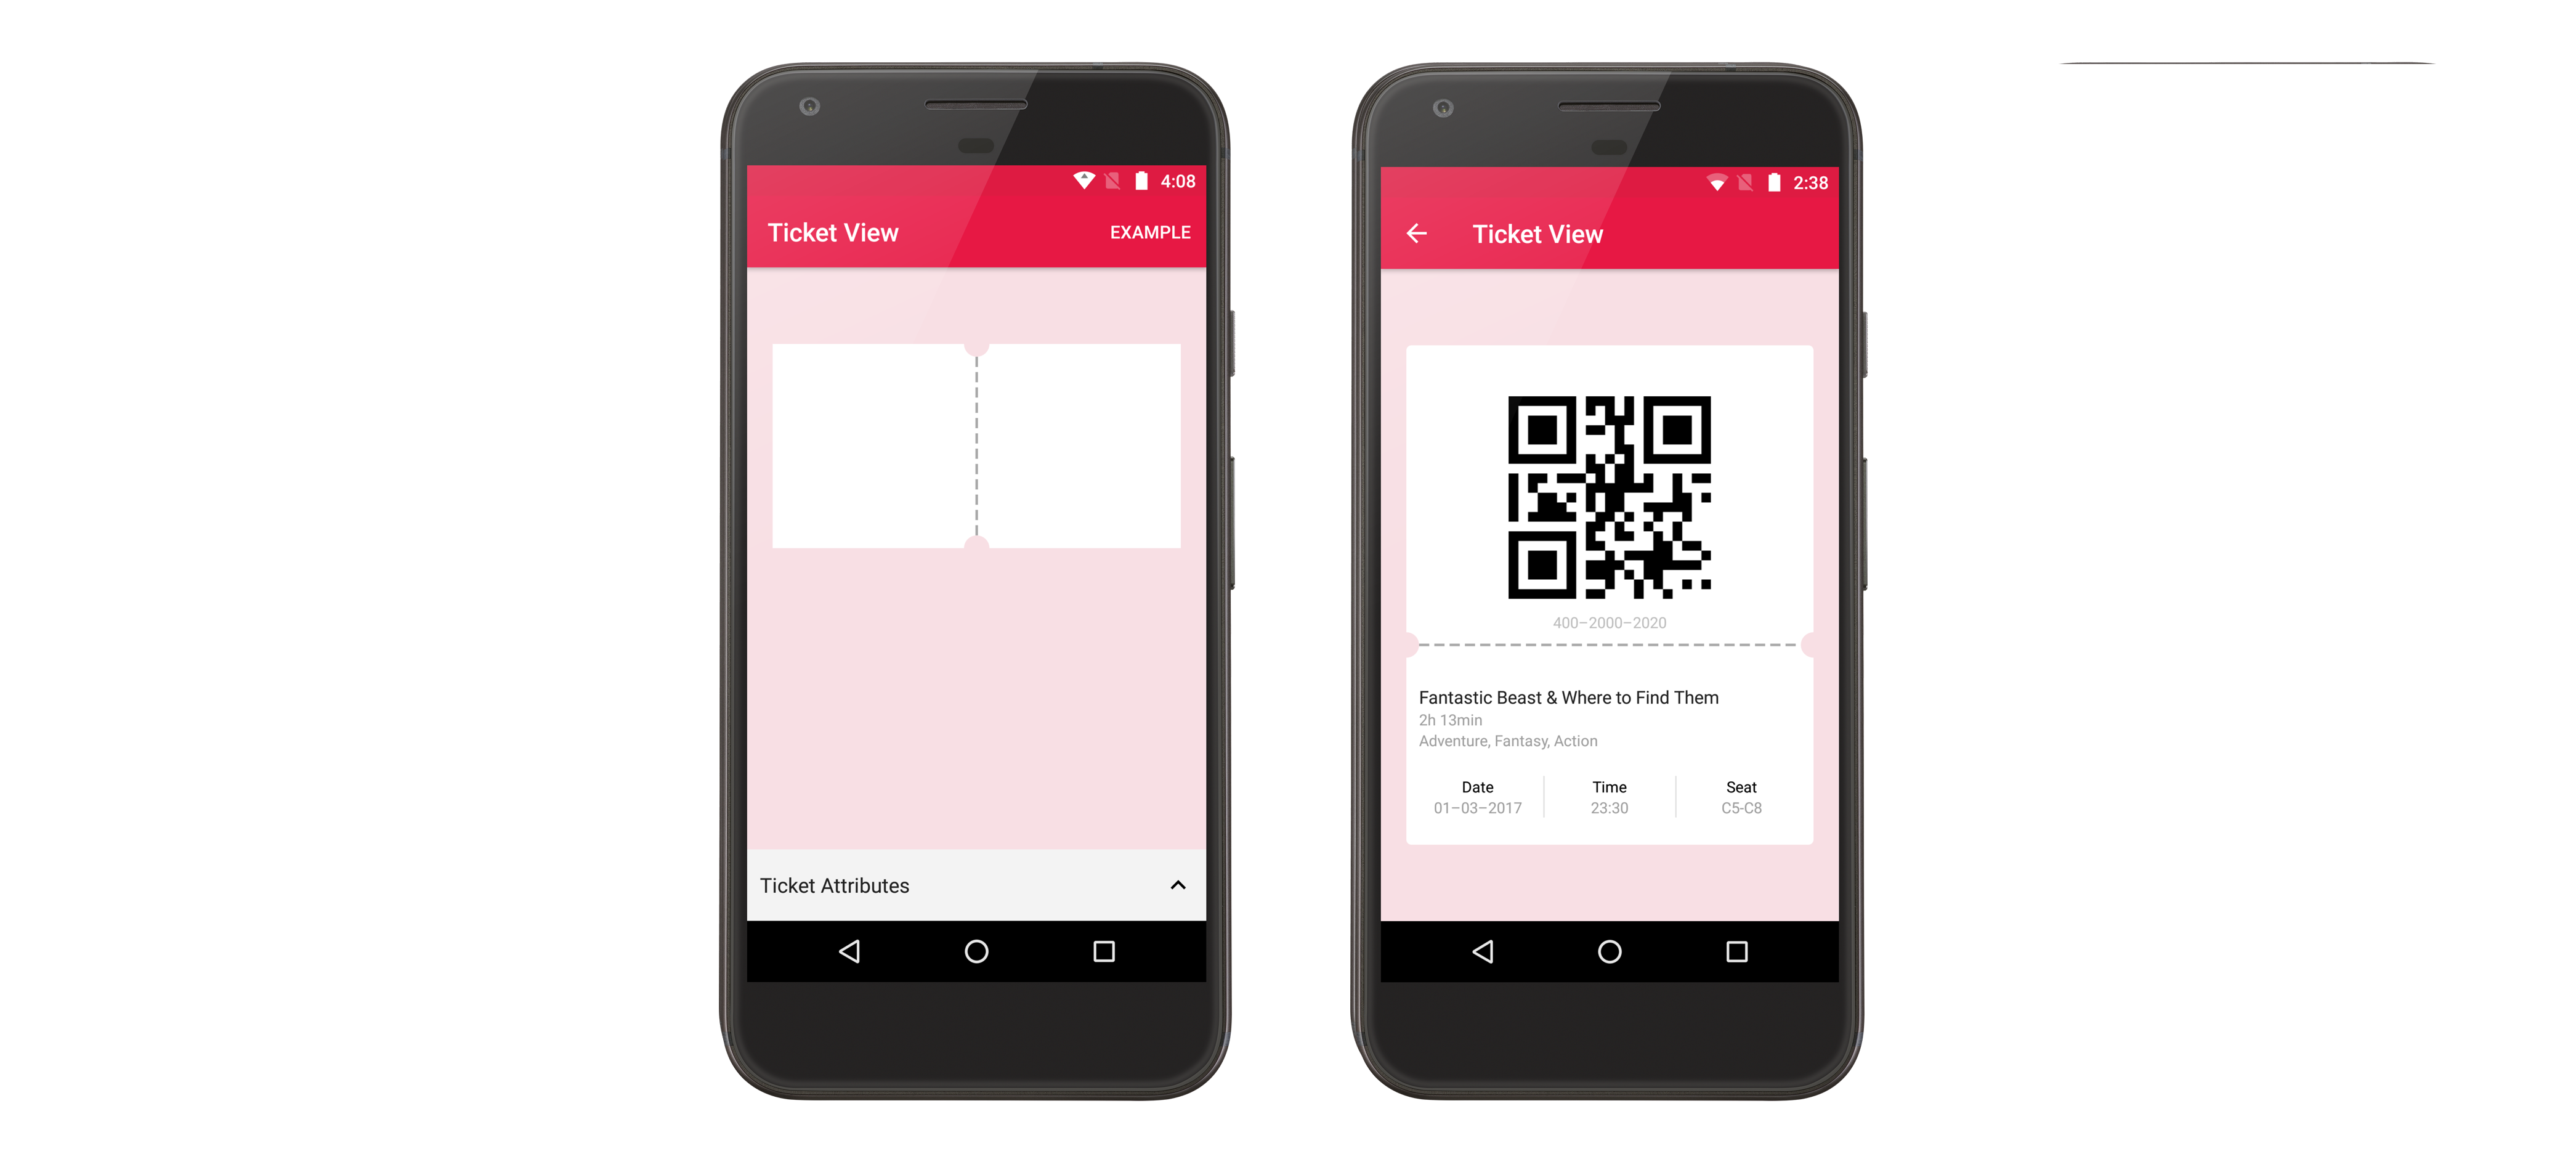 4:08
Ticket View
EXAMPLE
Ticket Attributes
2:38
Ticket View
400–2000–2020
Fantastic Beast & Where to Find Them
2h 13min
Adventure, Fantasy, Action
Date Time Seat
01–03–2017 23:30 C5-C8